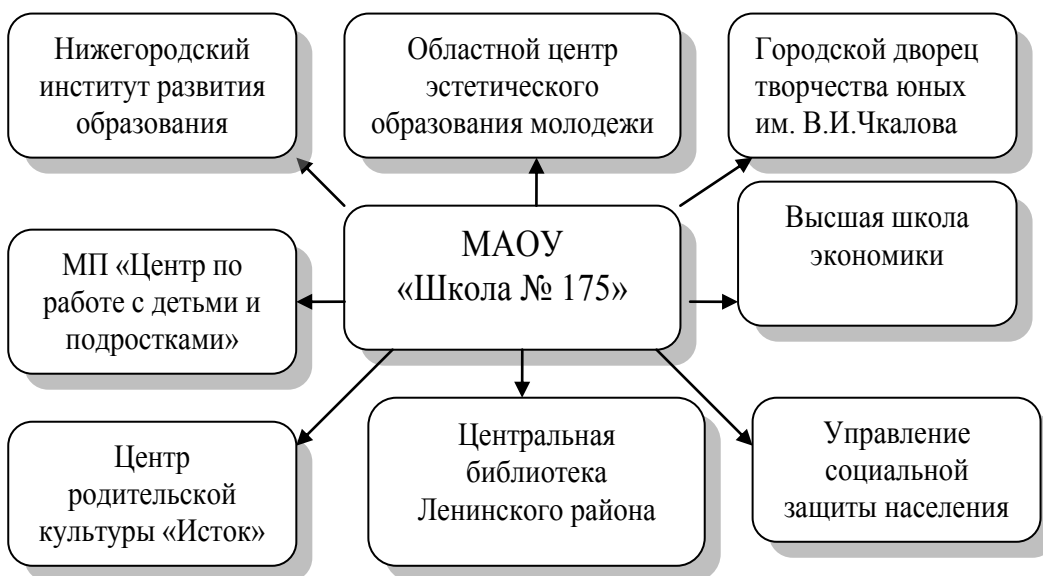 Нижегородский
институт развития
образования
Областной центр
эстетического
образования молодежи
Городской дворец
творчества юных
им. В.И.Чкалова
МП «Центр по
работе с детьми и
подростками»
МАОУ
«Школа № 175»
Высшая школа
экономики
Центр
родительской
культуры «Исток»
Центральная
библиотека
Ленинского района
Управление
социальной
защиты населения